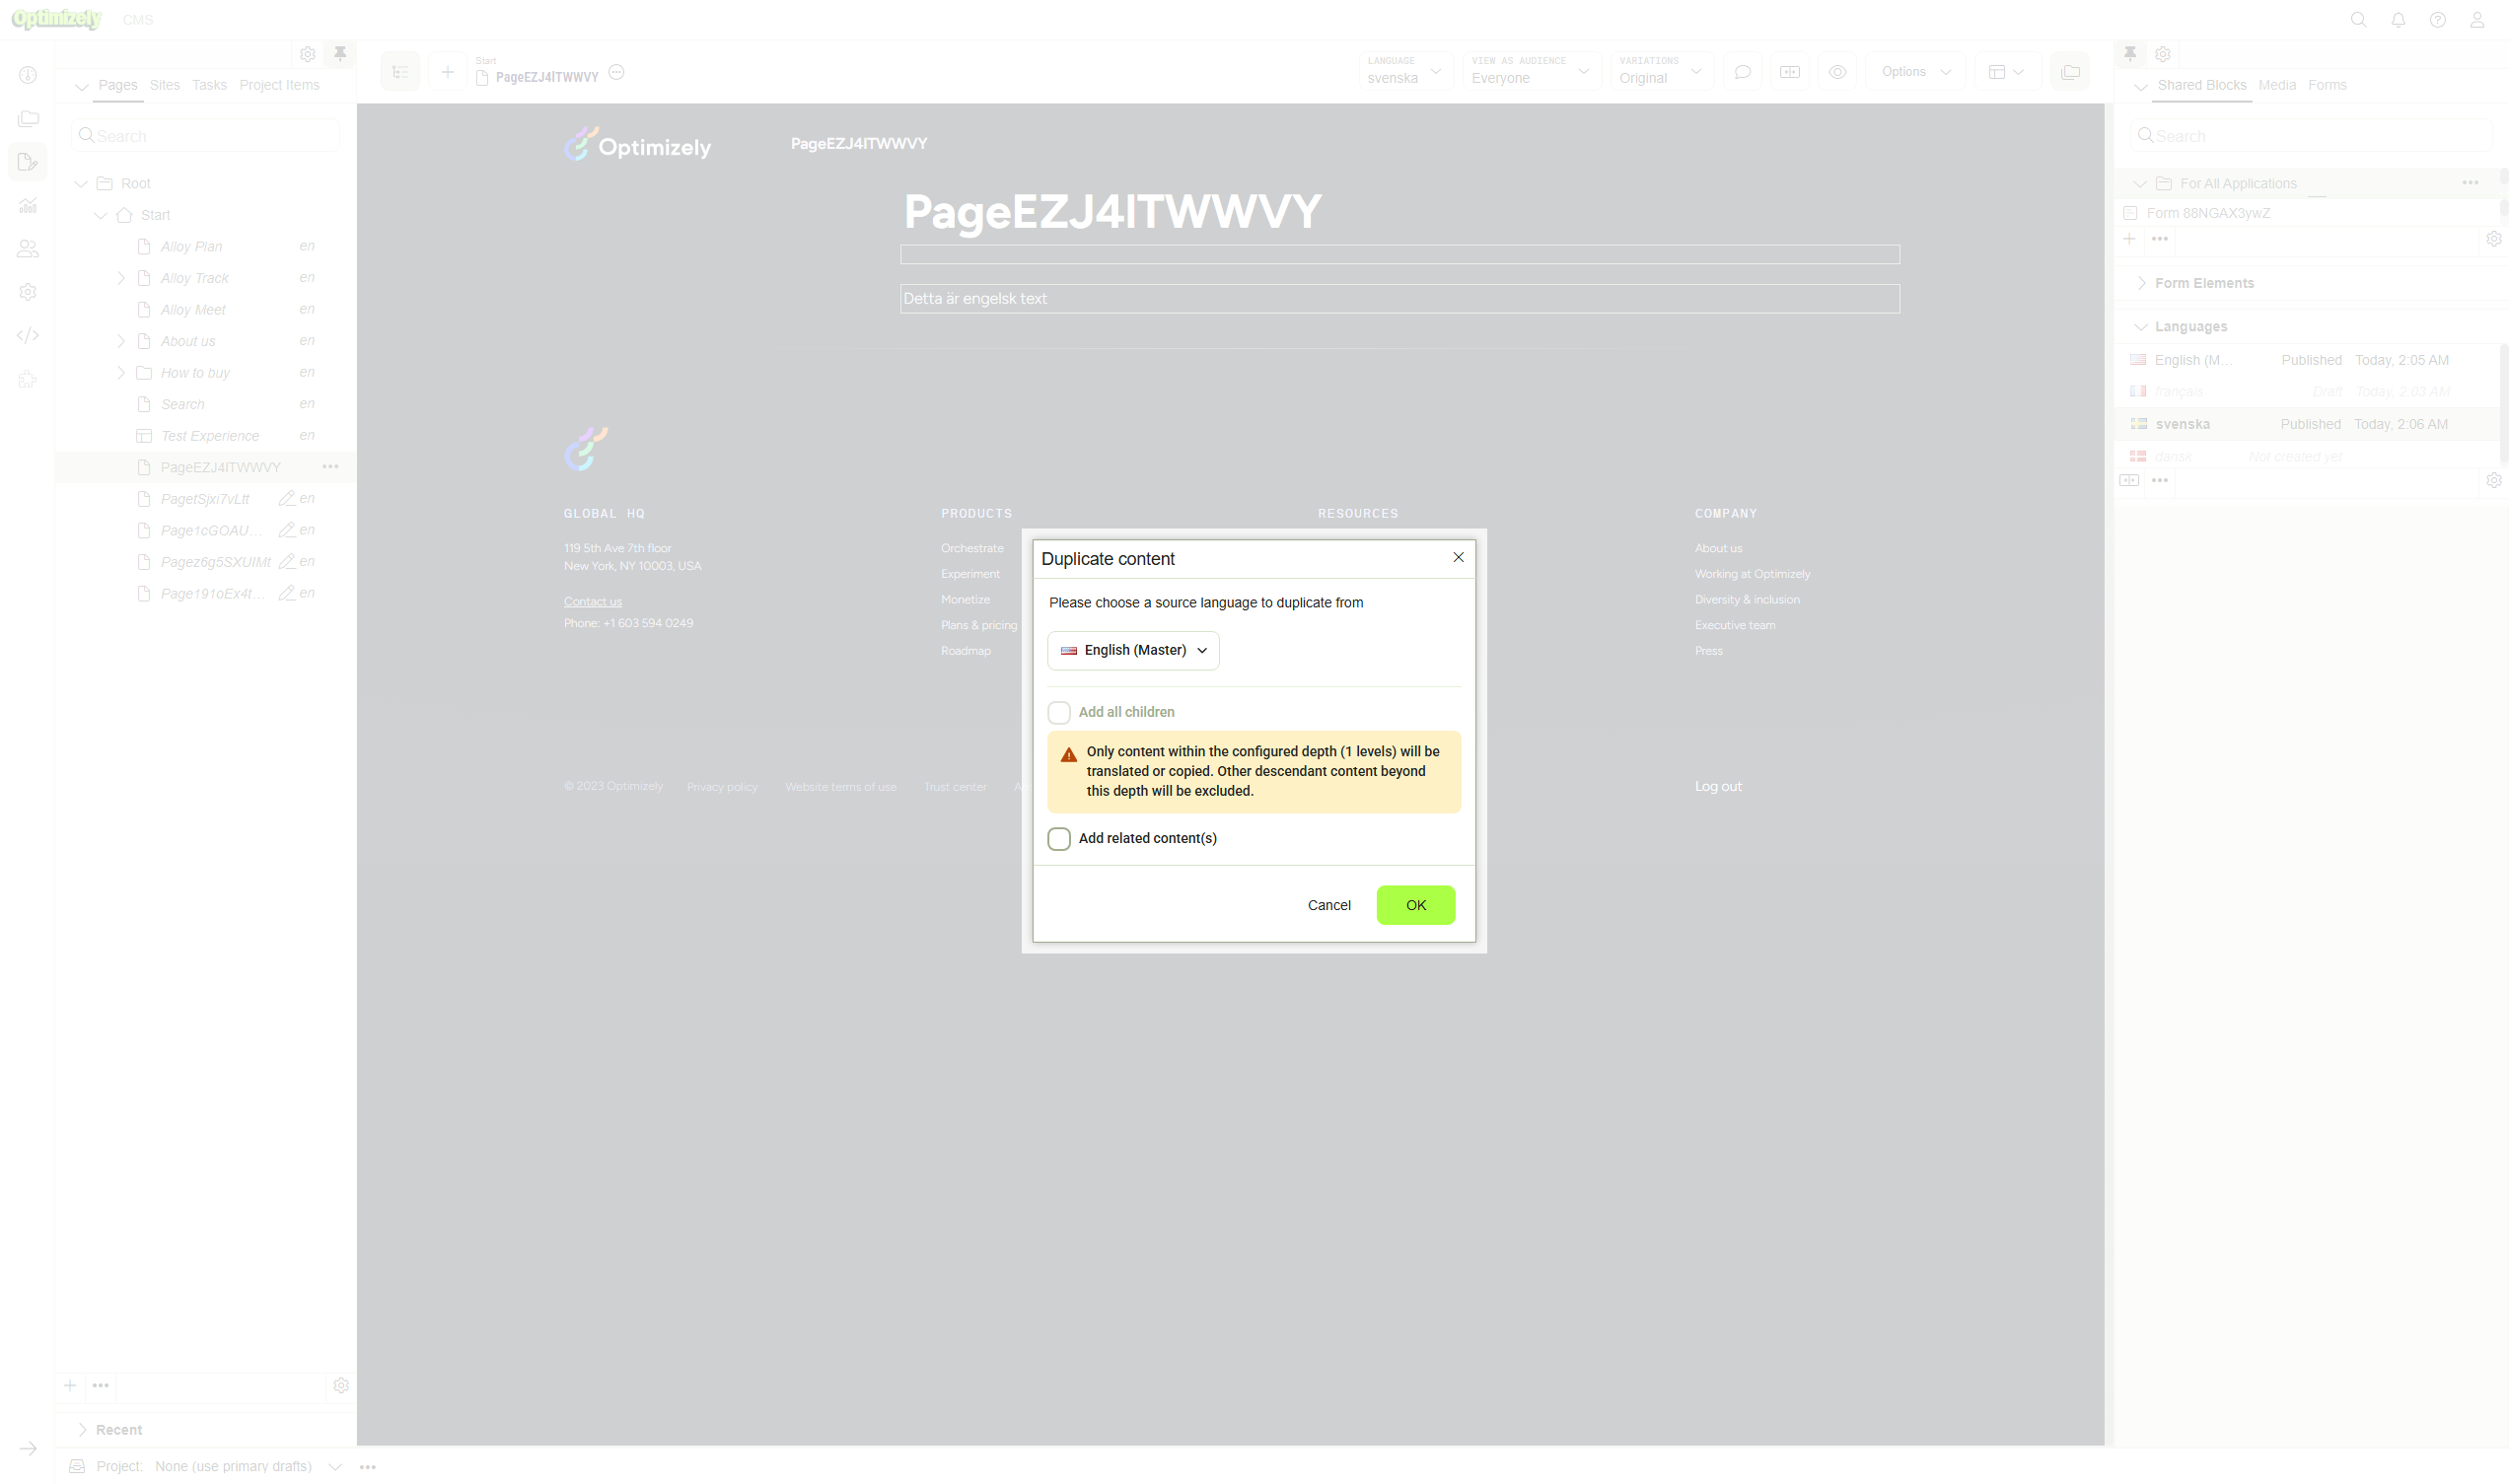 Optimizely CMS
Pages Sites Tasks Project Items
Search
Root
Start
Alloy Plan en
Alloy Track en
Alloy Meet en
About us en
How to buy en
Search en
Test Experience en
PageEZJ4ITWWVY
PagetSjxi7vLtt en
Page1cGOAU... en
Pagez6g5SXUIMt en
Page191oEx4t... en
Recent
Project: None (use primary drafts)
Start
PageEZJ4ITWWVY
LANGUAGE
svenska
VIEW AS AUDIENCE
Everyone
VARIATIONS
Original
Options
Optimizely
PageEZJ4ITWWVY
PageEZJ4ITWWVY
Detta är engelsk text
GLOBAL HQ
119 5th Ave 7th floor
New York, NY 10003, USA
Contact us
Phone: +1 603 594 0249
PRODUCTS
Orchestrate
Experiment
Monetize
Plans & pricing
Roadmap
RESOURCES
COMPANY
About us
Working at Optimizely
Diversity & inclusion
Executive team
Press
© 2023 Optimizely Privacy policy Website terms of use Trust center
Log out
Duplicate content
Please choose a source language to duplicate from
English (Master)
Add all children
Only content within the configured depth (1 levels) will be
translated or copied. Other descendant content beyond
this depth will be excluded.
Add related content(s)
Cancel OK
Shared Blocks Media Forms
Search
For All Applications
Form 88NGAX3ywZ
Form Elements
Languages
English (M... Published Today, 2:05 AM
français Draft Today, 2:03 AM
svenska Published Today, 2:06 AM
dansk Not created yet